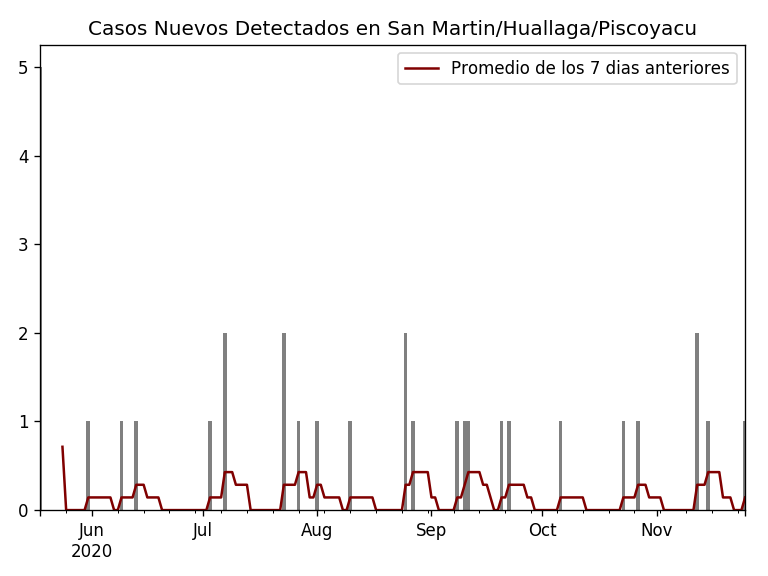 Casos Nuevos Detectados en San Martin/Huallaga/Piscoyacu
Promedio de los 7 dias anteriores
5
4
3
2
1
0
Jun Jul Aug Sep Oct Nov
2020